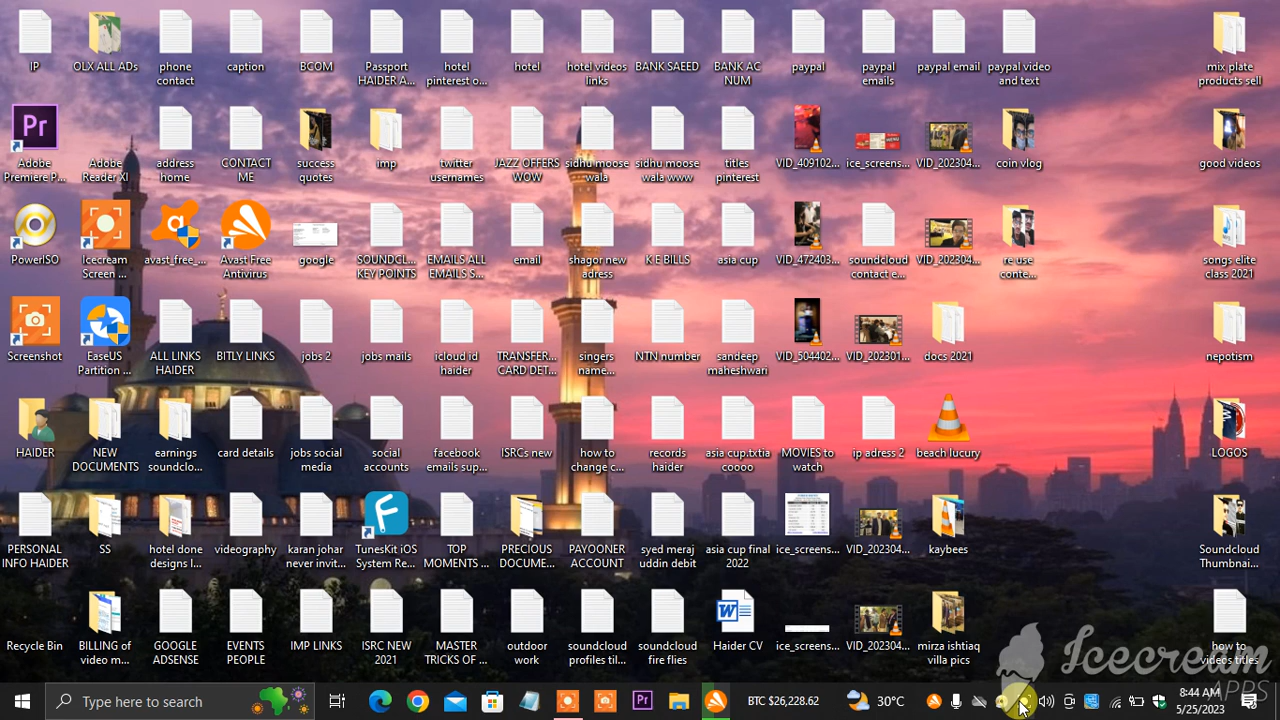 IP
OLX ALL ADs
phone
contact
caption
BCOM
Passport
HAIDER A...
hotel
pinterest o...
hotel
hotel videos
links
BANK SAEED
BANK AC
NUM
paypal
paypal
emails
paypal email
paypal video
and text
mix plate
products sell
Pr
Adobe
Premiere P...
Adobe
Reader XI
address
home
CONTACT
ME
success
quotes
imp
twitter
usernames
JAZZ OFFERS
WOW
sidhu moose
wala
sidhu moose
wala www
titles
pinterest
VID_409102...
ice_screens...
VID_202304...
coin vlog
good videos
PowerISO
Icecream
Screen ...
avast_free_...
Avast Free
Antivirus
google
SOUNDCL...
KEY POINTS
EMAILS ALL
EMAILS S...
email
shagor new
adress
K E BILLS
asia cup
VID_472403...
soundcloud
contact e...
VID_202304...
re use
conte...
songs elite
class 2021
Screenshot
EaseUS
Partition ...
ALL LINKS
HAIDER
BITLY LINKS
jobs 2
jobs mails
icloud id
haider
TRANSFER...
CARD DET...
singers
name...
NTN number
sandeep
maheshwari
VID_504402...
VID_202301...
docs 2021
nepotism
HAIDER
NEW
DOCUMENTS
earnings
soundclo...
card details
jobs social
media
social
accounts
facebook
emails sup...
ISRCs new
how to
change c...
records
haider
asia cup.txtia
coooo
MOVIES to
watch
ip adress 2
beach lucury
LOGOS
PERSONAL
INFO HAIDER
SS
hotel done
designs l...
videography
karan johar
never invit...
TunesKit iOS
System Re...
TOP
MOMENTS ...
PRECIOUS
DOCUME...
PAYOONER
ACCOUNT
syed meraj
uddin debit
asia cup final
2022
ice_screens...
VID_202304...
kaybees
Soundcloud
Thumbnai...
Recycle Bin
BILLING of
video m...
GOOGLE
ADSENSE
EVENTS
PEOPLE
IMP LINKS
ISRC NEW
2021
MASTER
TRICKS OF ...
outdoor
work
soundcloud
profiles til...
soundcloud
fire flies
Haider CV
ice_screens...
VID_202304...
mirza ishtiaq
villa pics
how to
videos titles
Icecream
APPS
Type here to search
Pr
BTC $26,228.62
30°C
8:44 AM
5/25/2023